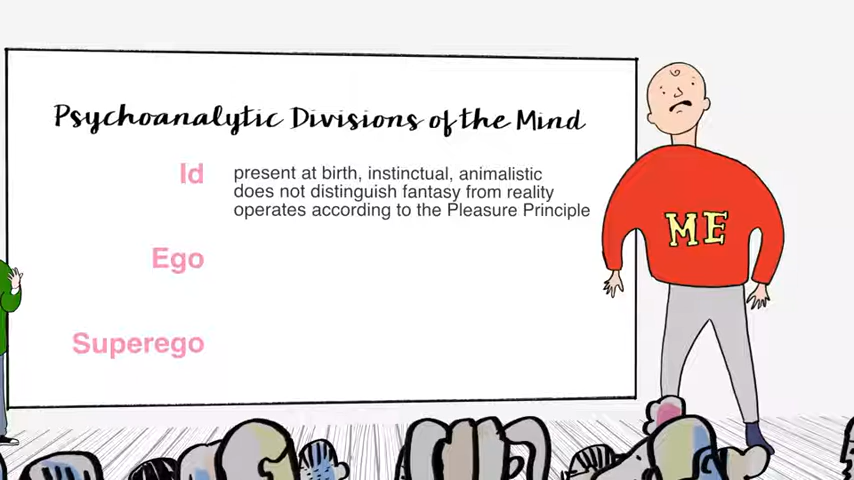 Psychoanalytic Divisions of the Mind
Id
present at birth, instinctual, animalistic
does not distinguish fantasy from reality
operates according to the Pleasure Principle
Ego
Superego
ME